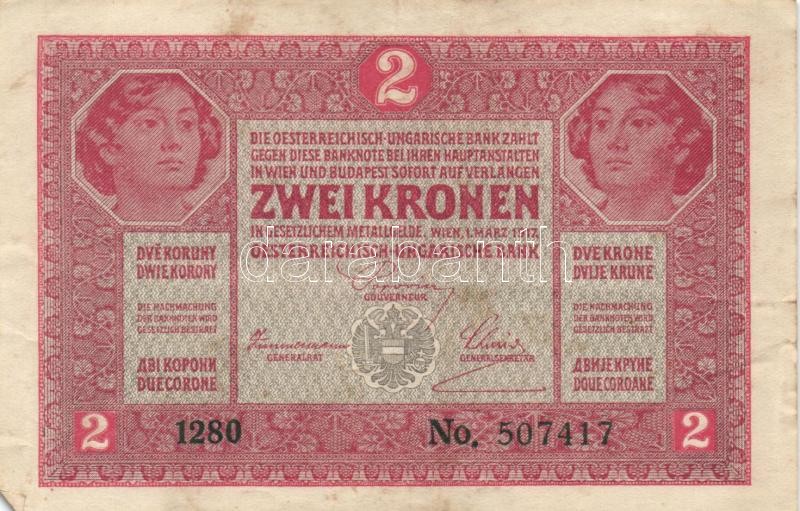 2
DIE OESTERREICHISCH-UNGARISCHE BANK ZAHLT
GEGEN DIESE BANKNOTE BEI IHREN HAUPTANSTALTEN
IN WIEN UND BUDAPEST SOFORT AUF VERLANGEN
ZWEI KRONEN
IN GESETZLICHEM METALLGELDE. WIEN, 1. MÄRZ 1917
OESTERREICHISCH-UNGARISCHE BANK
darabanth
Popovics
GOUVERNEUR
GENERALRAT
GENERALSEKRETÄR
DVĚ KORUNY
DWIE KORONY
DIE NACHMACHUNG
DER BANKNOTEN WIRD
GESETZLICH BESTRAFT
ДВІ КОРОНИ
DUE CORONE
DVE KRONE
DVIJE KRUNE
DIE NACHMACHUNG
DER BANKNOTEN WIRD
GESETZLICH BESTRAFT
ДВИЈЕ КРУНЕ
DOUE COROANE
2
1280
No. 507417
2